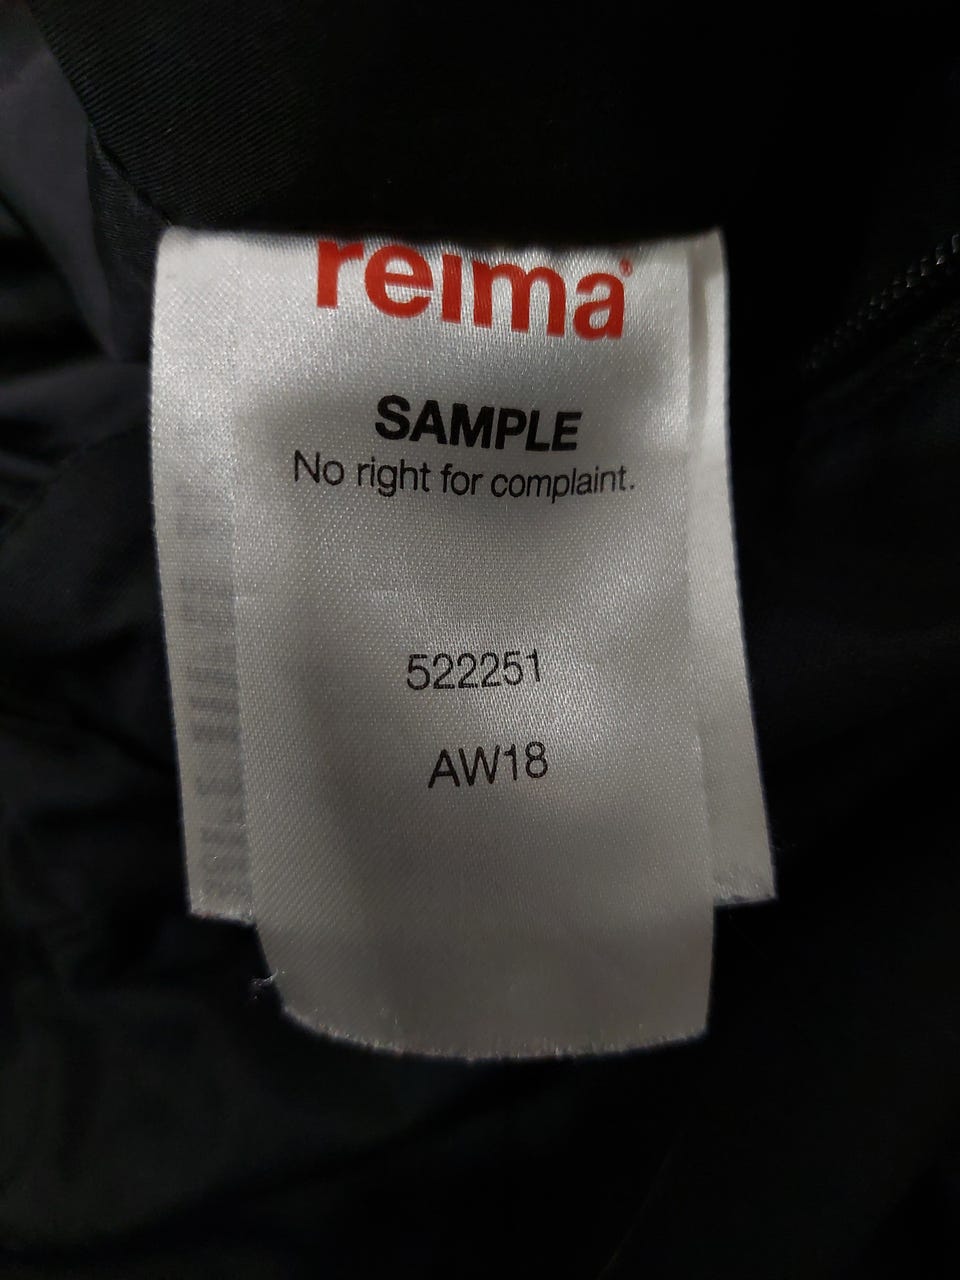 reima®
SAMPLE
No right for complaint.
522251
AW18